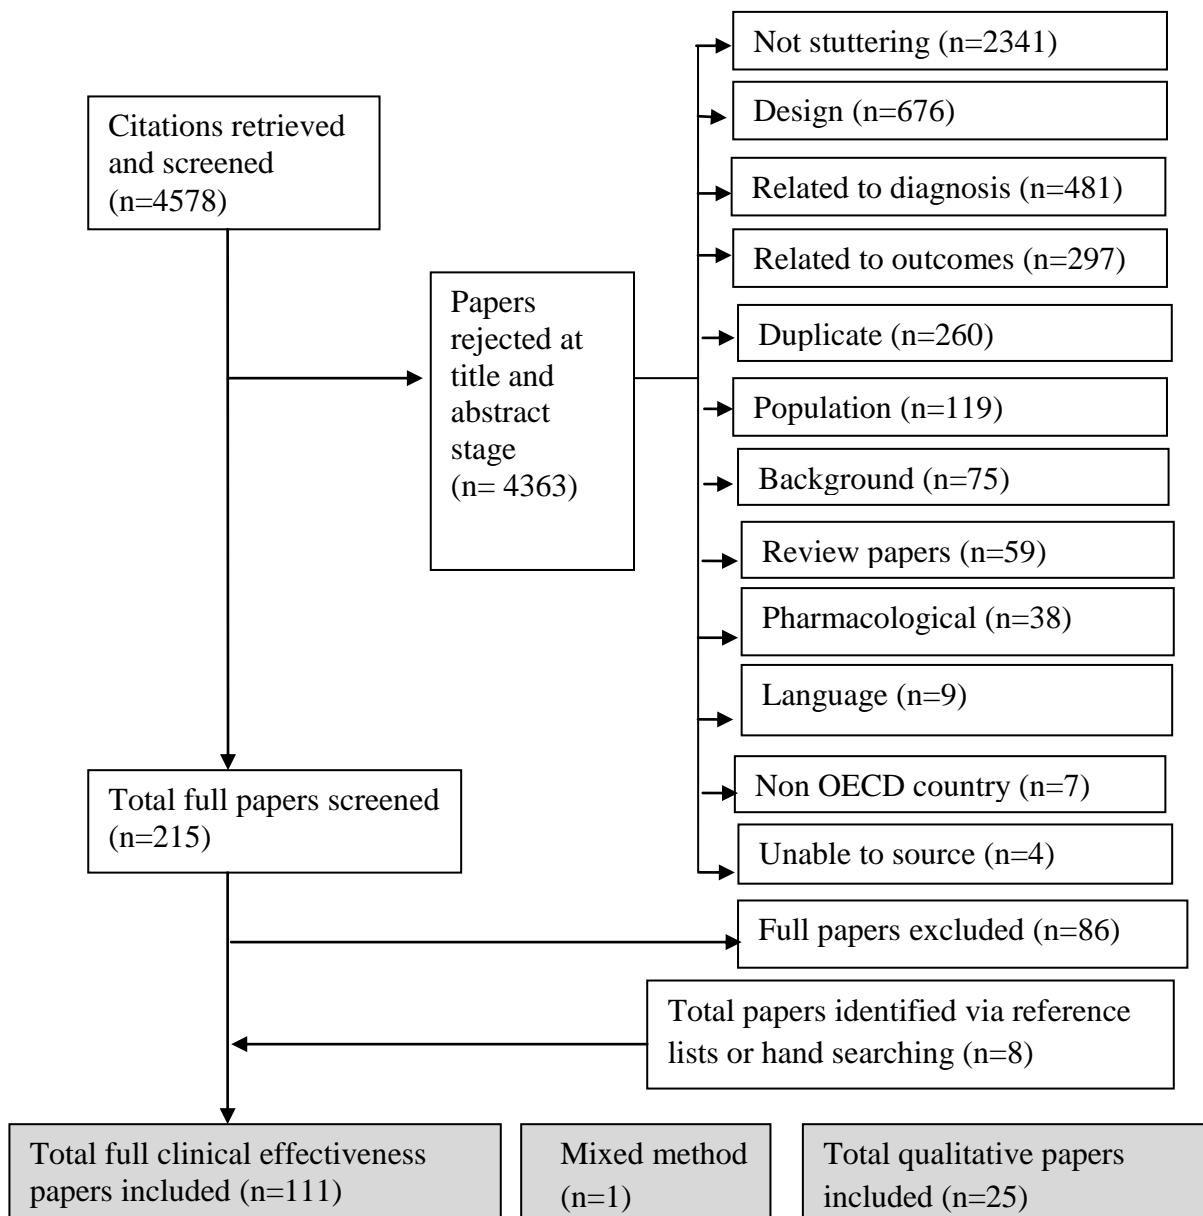 Citations retrieved
and screened
(n=4578)
Papers
rejected at
title and
abstract
stage
(n= 4363)
Not stuttering (n=2341)
Design (n=676)
Related to diagnosis (n=481)
Related to outcomes (n=297)
Duplicate (n=260)
Population (n=119)
Background (n=75)
Review papers (n=59)
Pharmacological (n=38)
Language (n=9)
Non OECD country (n=7)
Unable to source (n=4)
Total full papers screened
(n=215)
Full papers excluded (n=86)
Total papers identified via reference
lists or hand searching (n=8)
Total full clinical effectiveness
papers included (n=111)
Mixed method
(n=1)
Total qualitative papers
included (n=25)